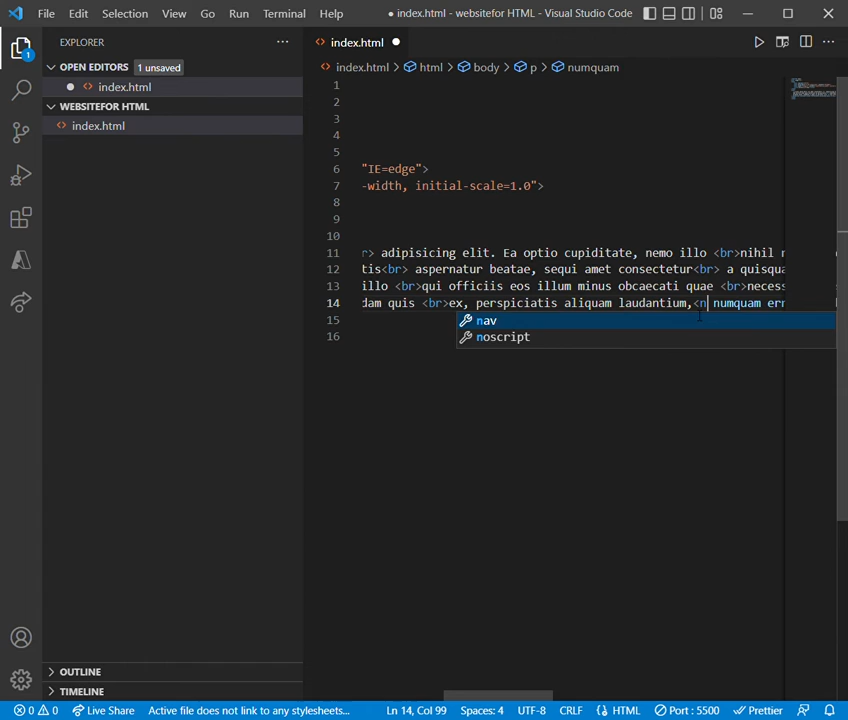 File Edit Selection View Go Run Terminal Help ● index.html - websitefor HTML - Visual Studio Code
EXPLORER ···
index.html ●
OPEN EDITORS 1 unsaved
● <> index.html
WEBSITEFOR HTML
<> index.html
<> index.html > html > body > p > numquam
1
2
3
4
5
6 "IE=edge">
7 -width, initial-scale=1.0">
8
9
10
11 r> adipisicing elit. Ea optio cupiditate, nemo illo <br>nihil
12 tis<br> aspernatur beatae, sequi amet consectetur<br> a quisqua
13 illo <br>qui officiis eos illum minus obcaecati quae <br>necess
14 dam quis <br>ex, perspiciatis aliquam laudantium,<n numquam err
nav
noscript
15
16
1
OUTLINE
TIMELINE
0 0 Live Share Active file does not link to any stylesheets... Ln 14, Col 99 Spaces: 4 UTF-8 CRLF HTML Port : 5500 Prettier